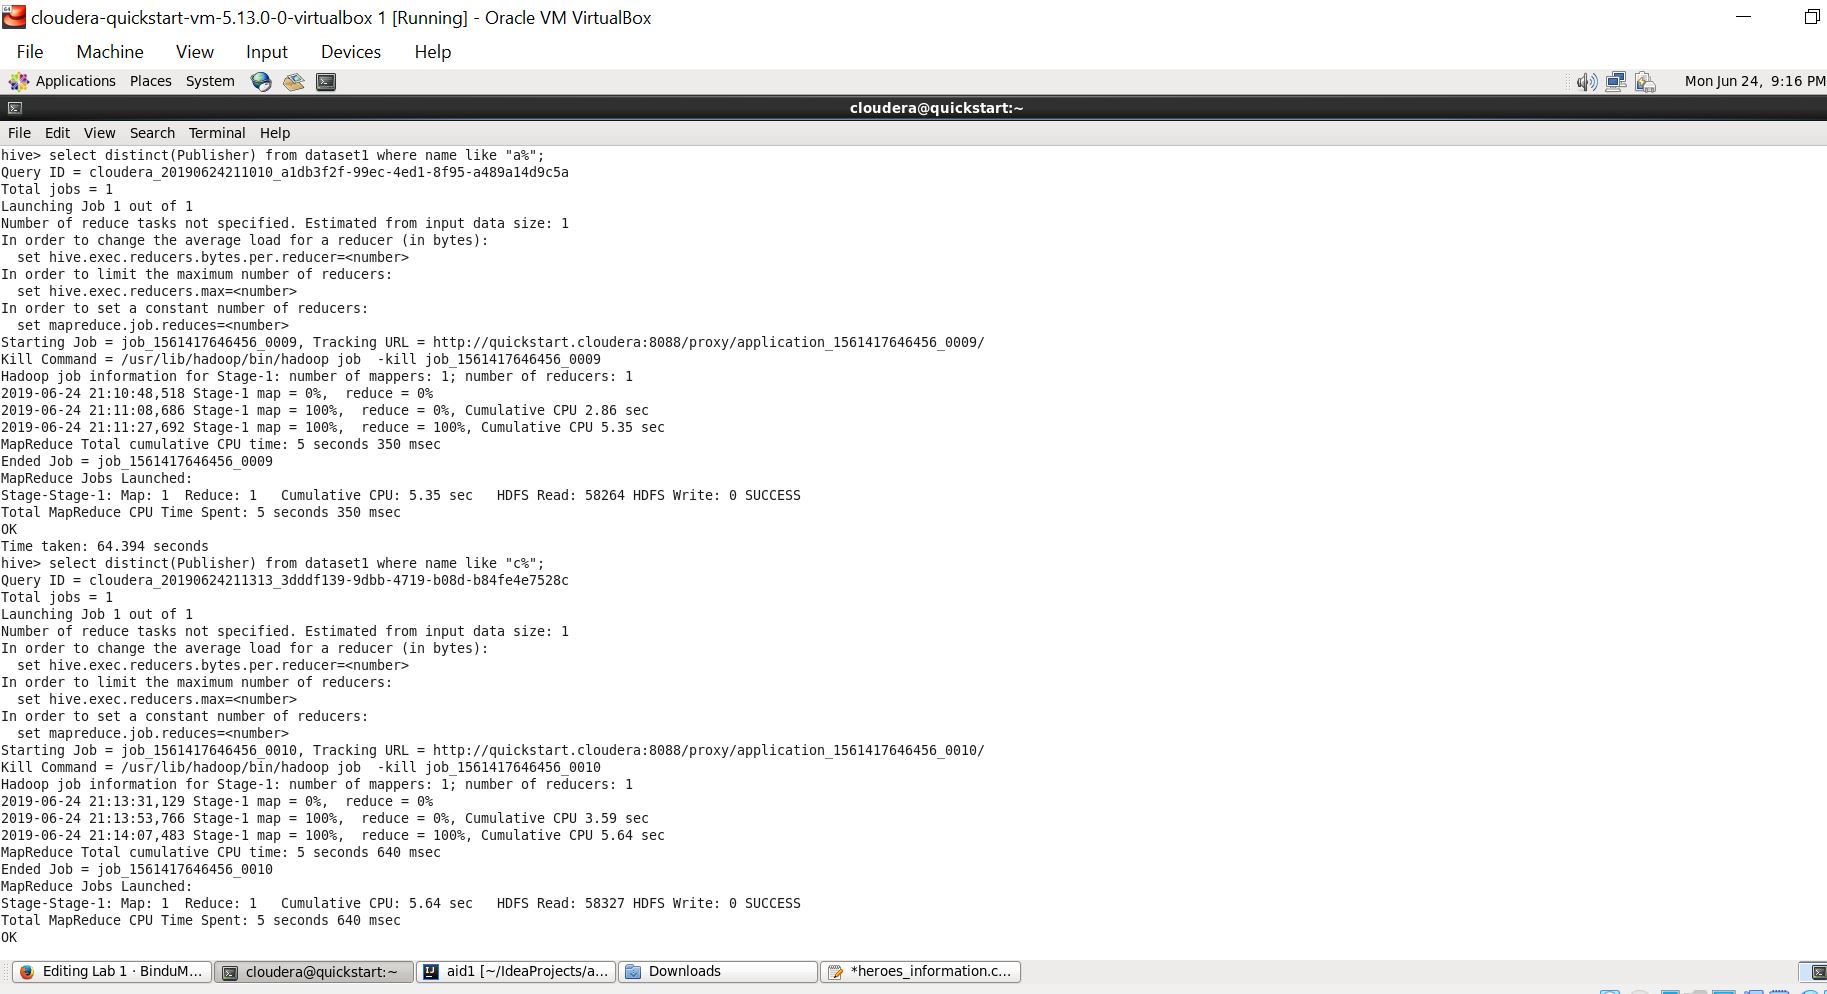 cloudera-quickstart-vm-5.13.0-0-virtualbox 1 [Running] - Oracle VM VirtualBox
File Machine View Input Devices Help
Applications Places System Mon Jun 24, 9:16 PM
cloudera@quickstart:~
File Edit View Search Terminal Help
hive> select distinct(Publisher) from dataset1 where name like "a%";
Query ID = cloudera_20190624211010_a1db3f2f-99ec-4ed1-8f95-a489a14d9c5a
Total jobs = 1
Launching Job 1 out of 1
Number of reduce tasks not specified. Estimated from input data size: 1
In order to change the average load for a reducer (in bytes):
  set hive.exec.reducers.bytes.per.reducer=<number>
In order to limit the maximum number of reducers:
  set hive.exec.reducers.max=<number>
In order to set a constant number of reducers:
  set mapreduce.job.reduces=<number>
Starting Job = job_1561417646456_0009, Tracking URL = http://quickstart.cloudera:8088/proxy/application_1561417646456_0009/
Kill Command = /usr/lib/hadoop/bin/hadoop job  -kill job_1561417646456_0009
Hadoop job information for Stage-1: number of mappers: 1; number of reducers: 1
2019-06-24 21:10:48,518 Stage-1 map = 0%,  reduce = 0%
2019-06-24 21:11:08,686 Stage-1 map = 100%,  reduce = 0%, Cumulative CPU 2.86 sec
2019-06-24 21:11:27,692 Stage-1 map = 100%,  reduce = 100%, Cumulative CPU 5.35 sec
MapReduce Total cumulative CPU time: 5 seconds 350 msec
Ended Job = job_1561417646456_0009
MapReduce Jobs Launched:
Stage-Stage-1: Map: 1  Reduce: 1   Cumulative CPU: 5.35 sec   HDFS Read: 58264 HDFS Write: 0 SUCCESS
Total MapReduce CPU Time Spent: 5 seconds 350 msec
OK
Time taken: 64.394 seconds
hive> select distinct(Publisher) from dataset1 where name like "c%";
Query ID = cloudera_20190624211313_3dddf139-9dbb-4719-b08d-b84fe4e7528c
Total jobs = 1
Launching Job 1 out of 1
Number of reduce tasks not specified. Estimated from input data size: 1
In order to change the average load for a reducer (in bytes):
  set hive.exec.reducers.bytes.per.reducer=<number>
In order to limit the maximum number of reducers:
  set hive.exec.reducers.max=<number>
In order to set a constant number of reducers:
  set mapreduce.job.reduces=<number>
Starting Job = job_1561417646456_0010, Tracking URL = http://quickstart.cloudera:8088/proxy/application_1561417646456_0010/
Kill Command = /usr/lib/hadoop/bin/hadoop job  -kill job_1561417646456_0010
Hadoop job information for Stage-1: number of mappers: 1; number of reducers: 1
2019-06-24 21:13:31,129 Stage-1 map = 0%,  reduce = 0%
2019-06-24 21:13:53,766 Stage-1 map = 100%,  reduce = 0%, Cumulative CPU 3.59 sec
2019-06-24 21:14:07,483 Stage-1 map = 100%,  reduce = 100%, Cumulative CPU 5.64 sec
MapReduce Total cumulative CPU time: 5 seconds 640 msec
Ended Job = job_1561417646456_0010
MapReduce Jobs Launched:
Stage-Stage-1: Map: 1  Reduce: 1   Cumulative CPU: 5.64 sec   HDFS Read: 58327 HDFS Write: 0 SUCCESS
Total MapReduce CPU Time Spent: 5 seconds 640 msec
OK
Editing Lab 1 · BinduM... cloudera@quickstart:~ aid1 [~/IdeaProjects/a... Downloads *heroes_information.c...